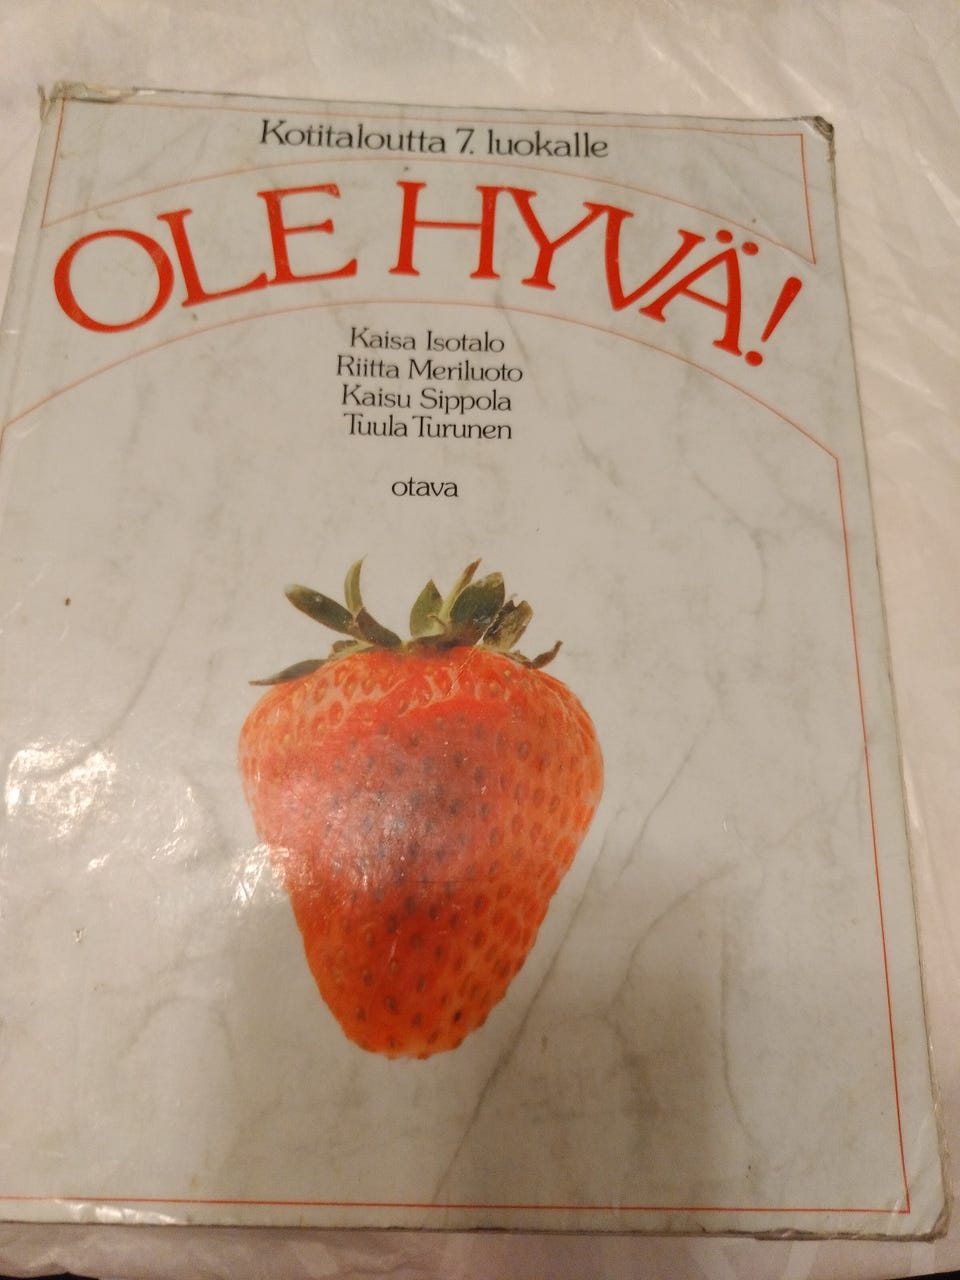 Kotitaloutta 7. luokalle
OLE HYVÄ!
Kaisa Isotalo
Riitta Meriluoto
Kaisu Sippola
Tuula Turunen
otava